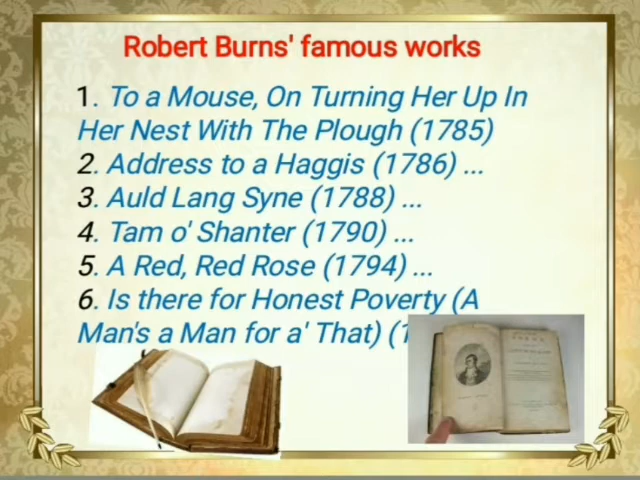 Robert Burns' famous works
1. To a Mouse, On Turning Her Up In
Her Nest With The Plough (1785)
2. Address to a Haggis (1786) ...
3. Auld Lang Syne (1788) ...
4. Tam o' Shanter (1790) ...
5. A Red, Red Rose (1794) ...
6. Is there for Honest Poverty (A
Man's a Man for a' That) (1